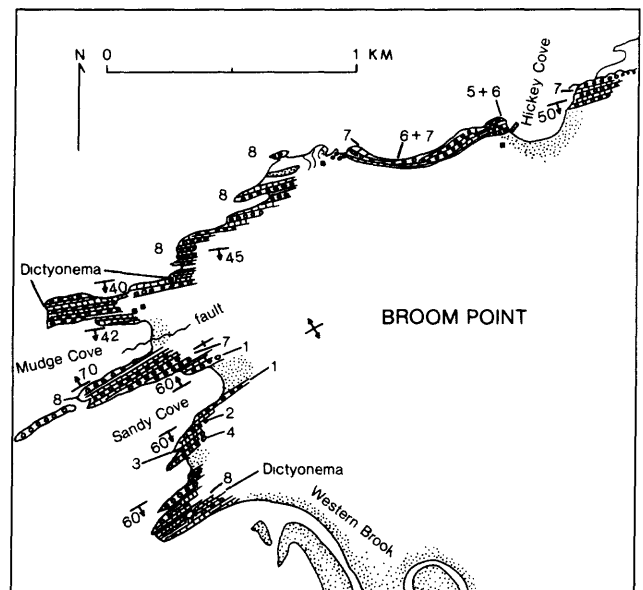 N
0 1 KM
Hickey Cove
7
50
5 + 6
6 + 7
7
8
8
8
45
Dictyonema
40
42
Mudge Cove
fault
BROOM POINT
70
7
1
8
60
1
Sandy Cove
2
60
4
3
8
Dictyonema
60
Western Brook